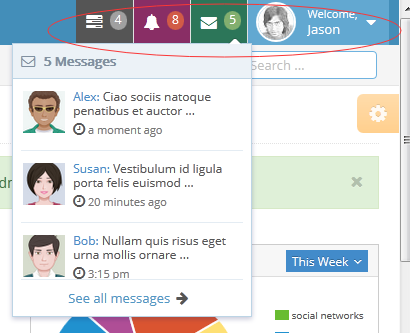 4
8
5
Welcome,
Jason
5 Messages
Search ...
Alex: Ciao sociis natoque
penatibus et auctor ...
a moment ago
Susan: Vestibulum id ligula
porta felis euismod ...
20 minutes ago
Bob: Nullam quis risus eget
urna mollis ornare ...
3:15 pm
See all messages
This Week
social networks